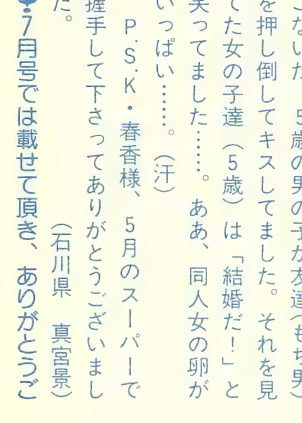 こないだ、5歳の男の子が友達(もち男)
を押し倒してキスしてました。それを見
てた女の子達(5歳)は「結婚だ!」と
笑ってました……。ああ、同人女の卵が
いっぱい……。(汗)
P.S.K・春香様、5月のスーパーで
握手して下さってありがとうございまし
た。
(石川県 真宮景)
7月号では載せて頂き、ありがとうご